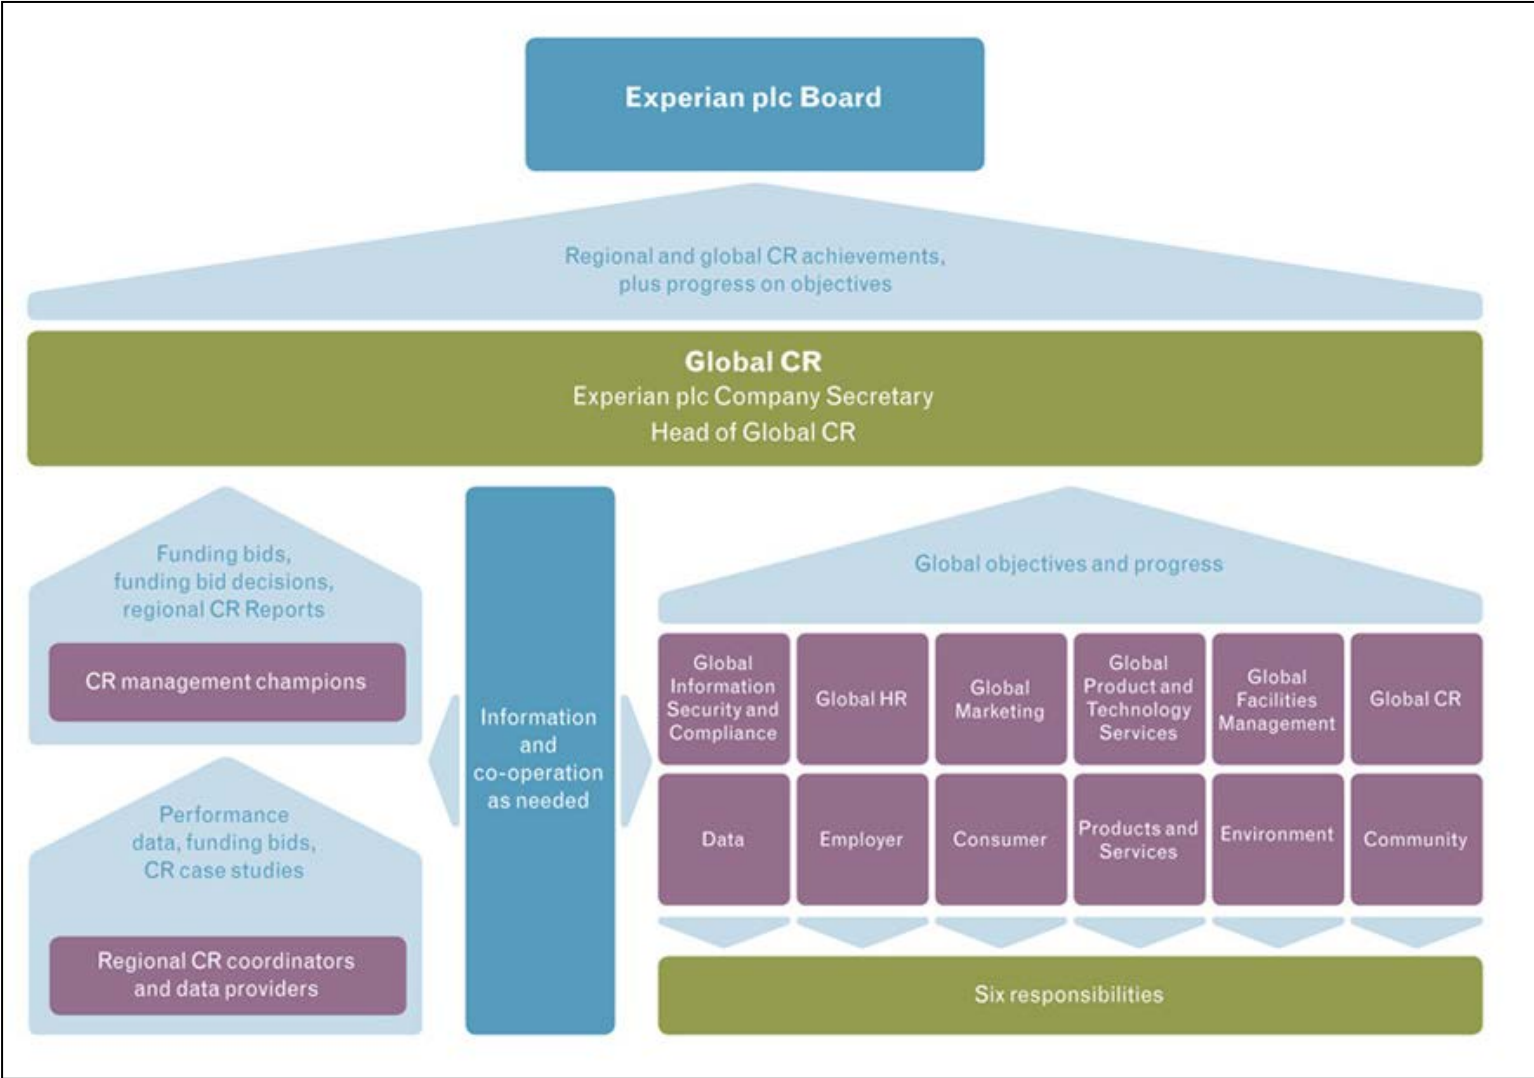 Experian plc Board
Regional and global CR achievements,
plus progress on objectives
Global CR
Experian plc Company Secretary
Head of Global CR
Funding bids,
funding bid decisions,
regional CR Reports
CR management champions
Performance
data, funding bids,
CR case studies
Regional CR coordinators
and data providers
Information
and
co-operation
as needed
Global objectives and progress
Global
Information
Security and
Compliance
Global HR
Global
Marketing
Global
Product and
Technology
Services
Global
Facilities
Management
Global CR
Data
Employer
Consumer
Products and
Services
Environment
Community
Six responsibilities